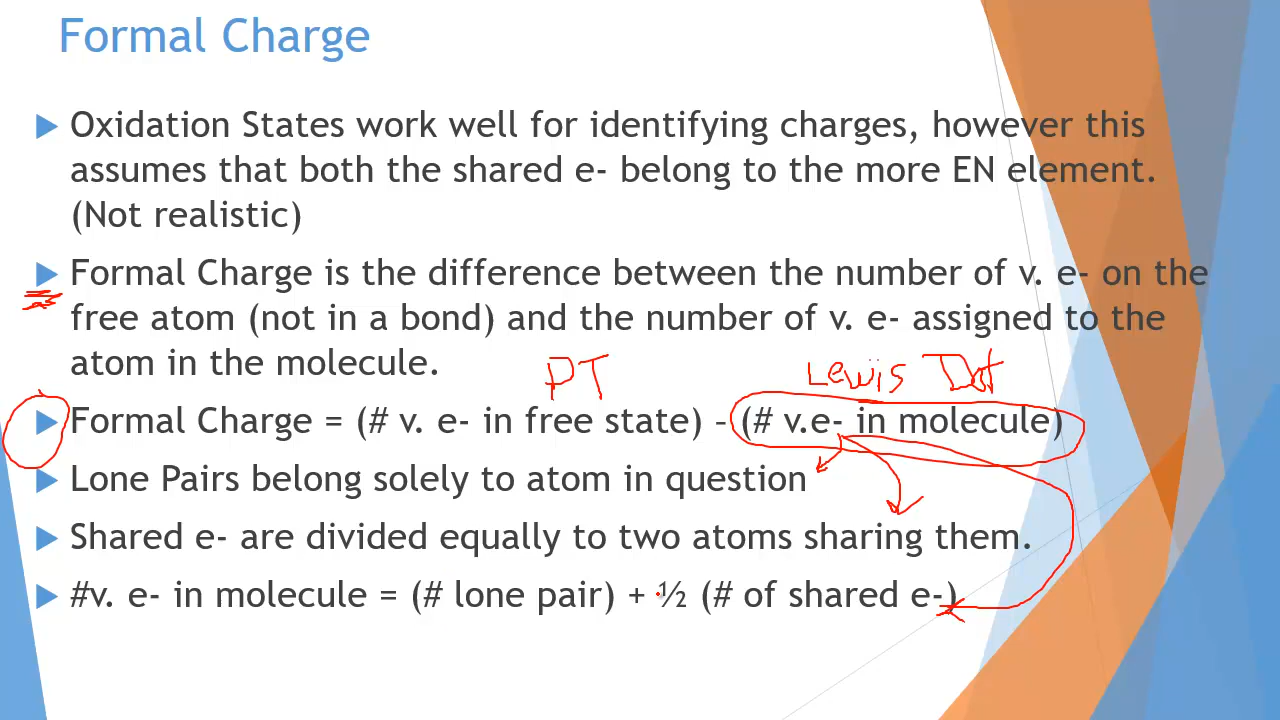 Formal Charge
Oxidation States work well for identifying charges, however this
assumes that both the shared e- belong to the more EN element.
(Not realistic)
Formal Charge is the difference between the number of v. e- on the
free atom (not in a bond) and the number of v. e- assigned to the
atom in the molecule.
PT Lewis Dot
Formal Charge = (# v. e- in free state) – (# v.e- in molecule)
Lone Pairs belong solely to atom in question
Shared e- are divided equally to two atoms sharing them.
#v. e- in molecule = (# lone pair) + ½ (# of shared e-)